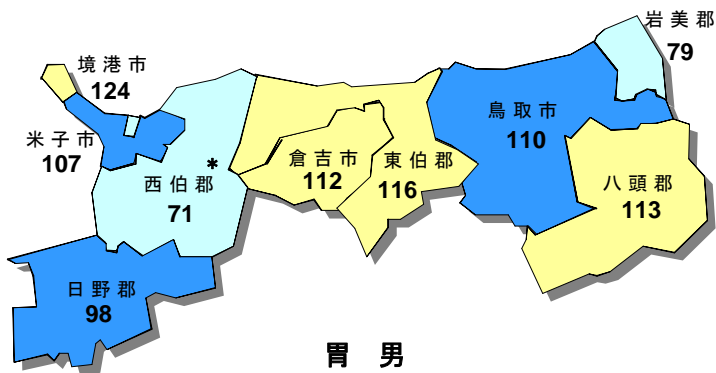 岩美郡
79
境港市
124
鳥取市
110
米子市
107
倉吉市
112
東伯郡
116
*
西伯郡
71
八頭郡
113
日野郡
98
胃 男